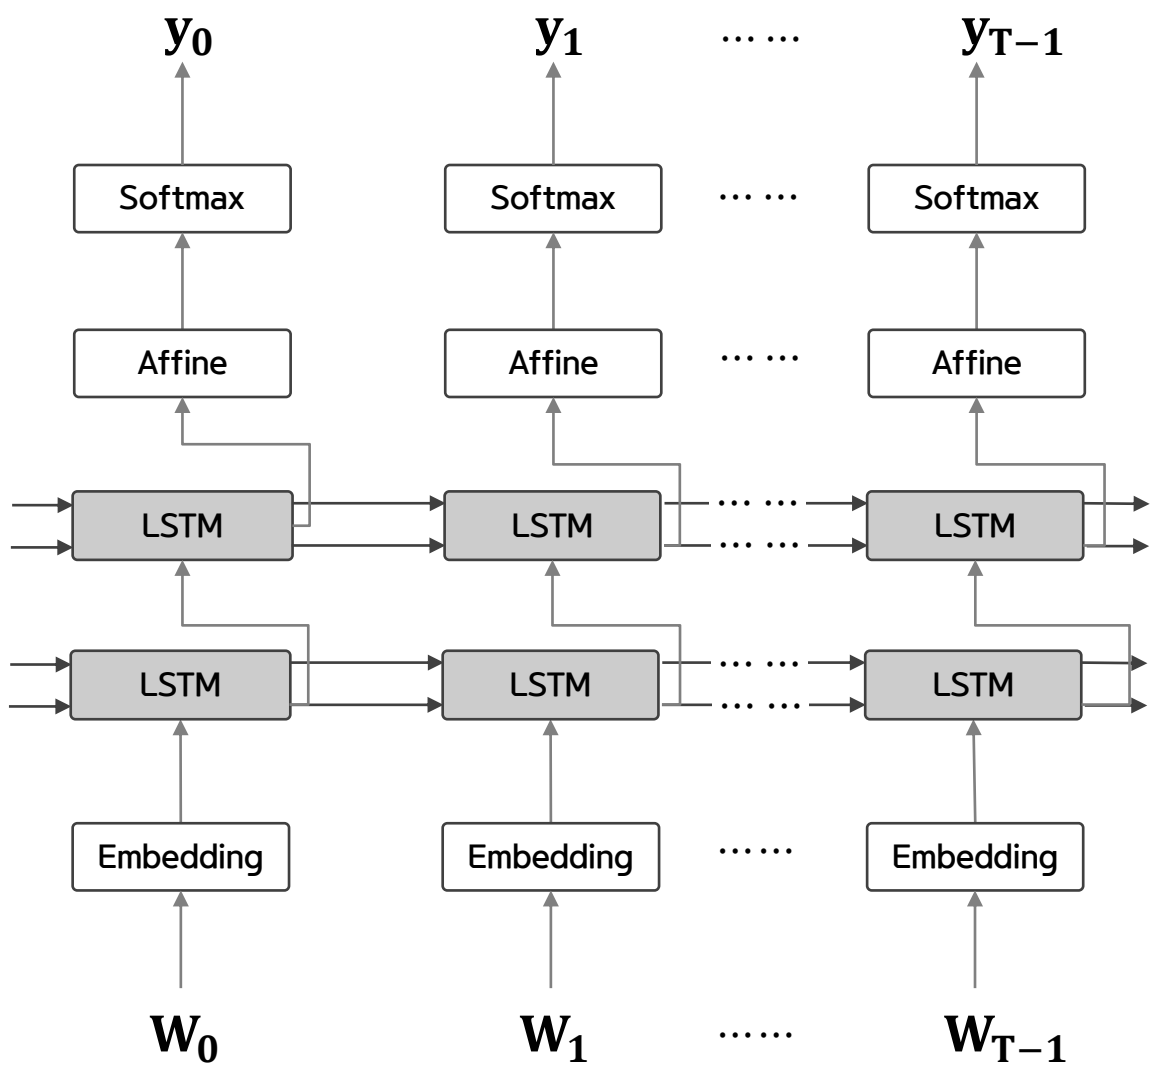 y0 y1 ‥‥‥ yT−1
Softmax Softmax ‥‥‥ Softmax
Affine Affine ‥‥‥ Affine
LSTM LSTM ‥‥‥ ‥‥‥ LSTM
LSTM LSTM ‥‥‥ ‥‥‥ LSTM
Embedding Embedding ‥‥‥ Embedding
W0 W1 ‥‥‥ WT−1